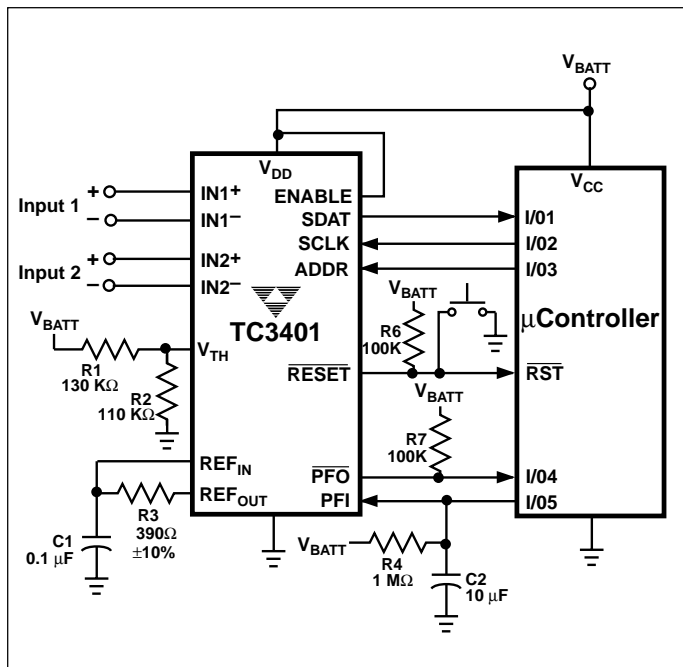 V_BATT
V_DD
V_CC
ENABLE
Input 1
+
IN1+
–
IN1–
SDAT
I/01
SCLK
I/02
Input 2
+
IN2+
–
IN2–
ADDR
I/03
V_BATT
R6
100K
TC3401
µController
V_BATT
R1
130 KΩ
V_TH
R2
110 KΩ
RESET
RST
V_BATT
R7
100K
REF_IN
PFO
I/04
REF_OUT
PFI
I/05
R3
390Ω
±10%
C1
0.1 µF
V_BATT
R4
1 MΩ
C2
10 µF